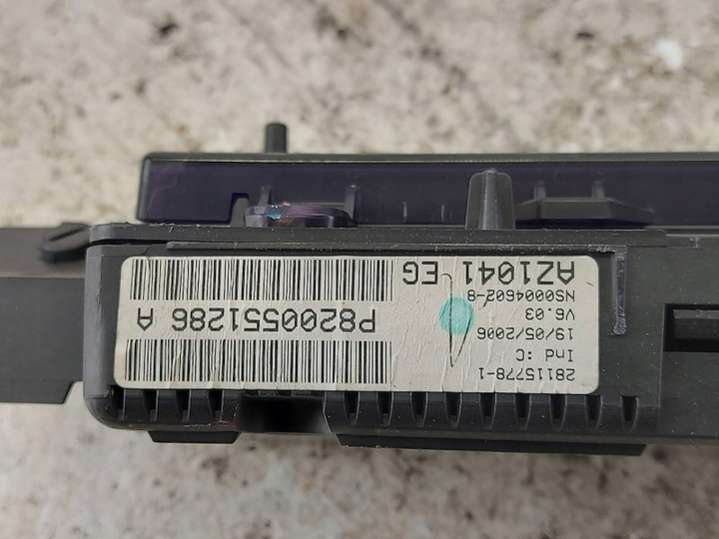 28115778-1
Ind : C
19/05/2006
V6.03
NS0004602-8
AZ1041 EG
P8200551286 A